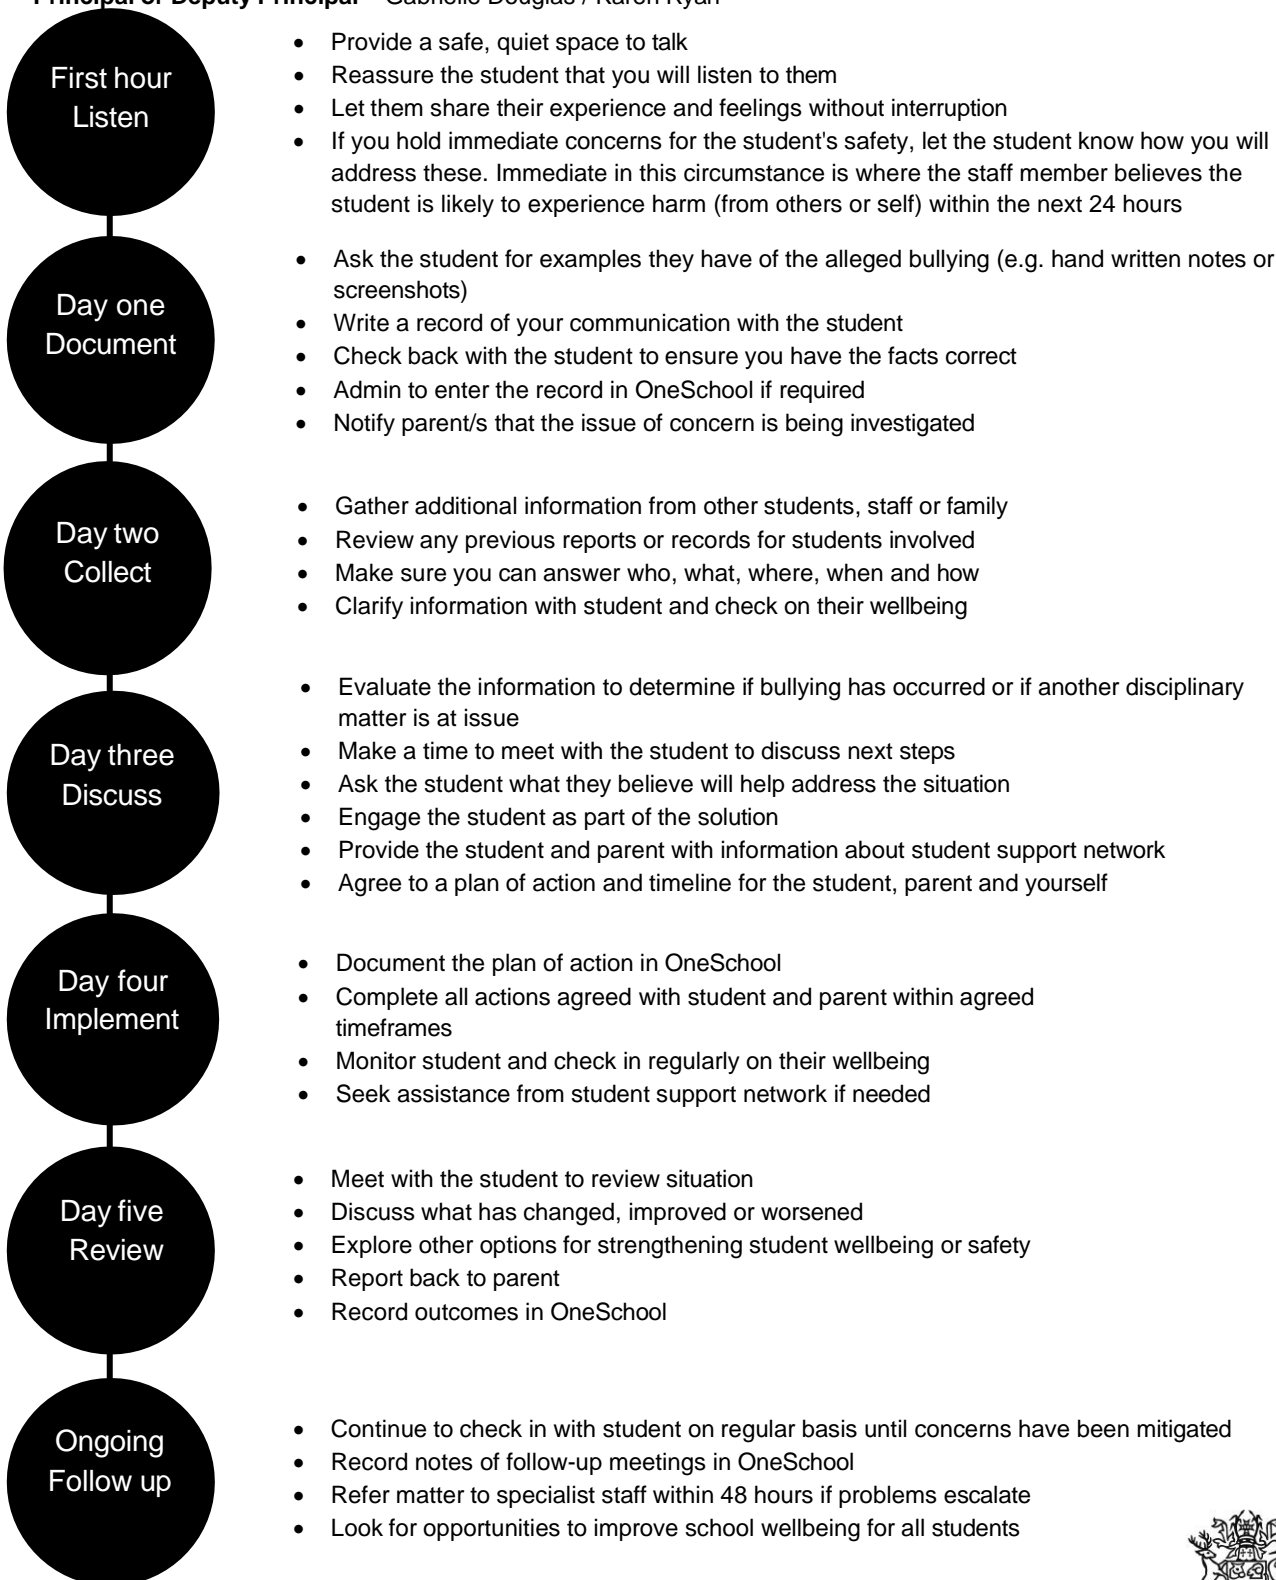 Principal or Deputy Principal – Gabrielle Douglas / Karen Ryan
First hour
Listen
• Provide a safe, quiet space to talk
• Reassure the student that you will listen to them
• Let them share their experience and feelings without interruption
• If you hold immediate concerns for the student's safety, let the student know how you will
address these. Immediate in this circumstance is where the staff member believes the
student is likely to experience harm (from others or self) within the next 24 hours
Day one
Document
• Ask the student for examples they have of the alleged bullying (e.g. hand written notes or
screenshots)
• Write a record of your communication with the student
• Check back with the student to ensure you have the facts correct
• Admin to enter the record in OneSchool if required
• Notify parent/s that the issue of concern is being investigated
Day two
Collect
• Gather additional information from other students, staff or family
• Review any previous reports or records for students involved
• Make sure you can answer who, what, where, when and how
• Clarify information with student and check on their wellbeing
Day three
Discuss
• Evaluate the information to determine if bullying has occurred or if another disciplinary
matter is at issue
• Make a time to meet with the student to discuss next steps
• Ask the student what they believe will help address the situation
• Engage the student as part of the solution
• Provide the student and parent with information about student support network
• Agree to a plan of action and timeline for the student, parent and yourself
Day four
Implement
• Document the plan of action in OneSchool
• Complete all actions agreed with student and parent within agreed
timeframes
• Monitor student and check in regularly on their wellbeing
• Seek assistance from student support network if needed
Day five
Review
• Meet with the student to review situation
• Discuss what has changed, improved or worsened
• Explore other options for strengthening student wellbeing or safety
• Report back to parent
• Record outcomes in OneSchool
Ongoing
Follow up
• Continue to check in with student on regular basis until concerns have been mitigated
• Record notes of follow-up meetings in OneSchool
• Refer matter to specialist staff within 48 hours if problems escalate
• Look for opportunities to improve school wellbeing for all students